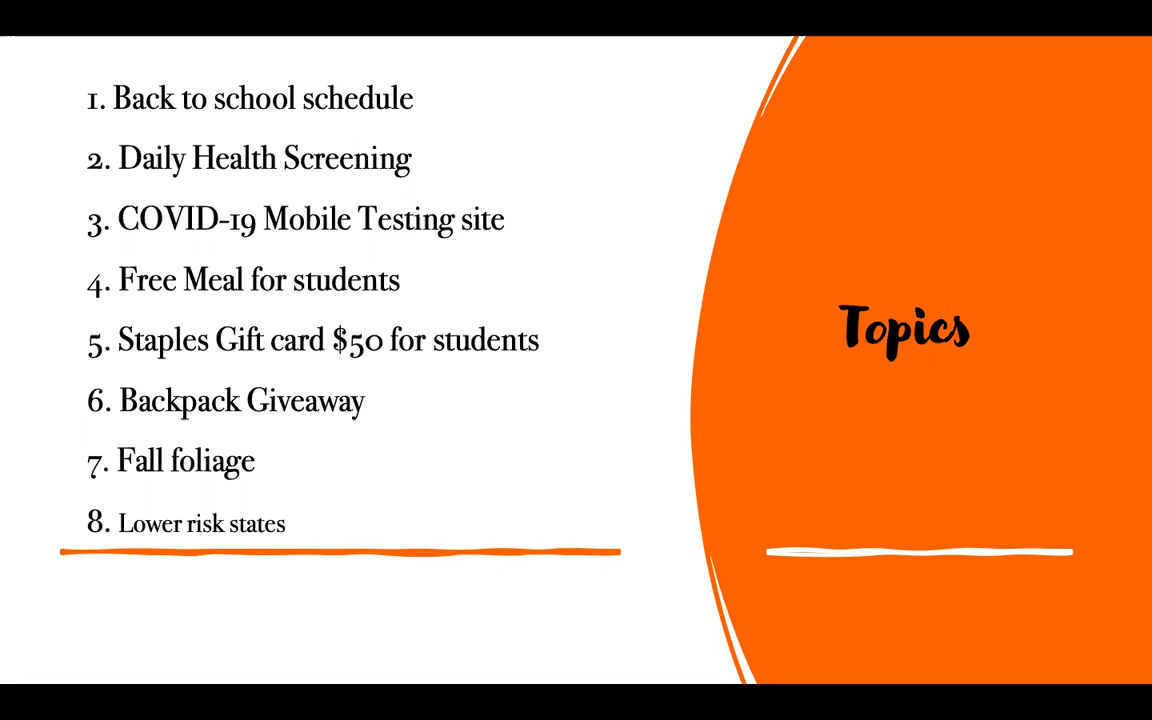 1. Back to school schedule
2. Daily Health Screening
3. COVID-19 Mobile Testing site
4. Free Meal for students
5. Staples Gift card $50 for students
6. Backpack Giveaway
7. Fall foliage
8. Lower risk states
Topics